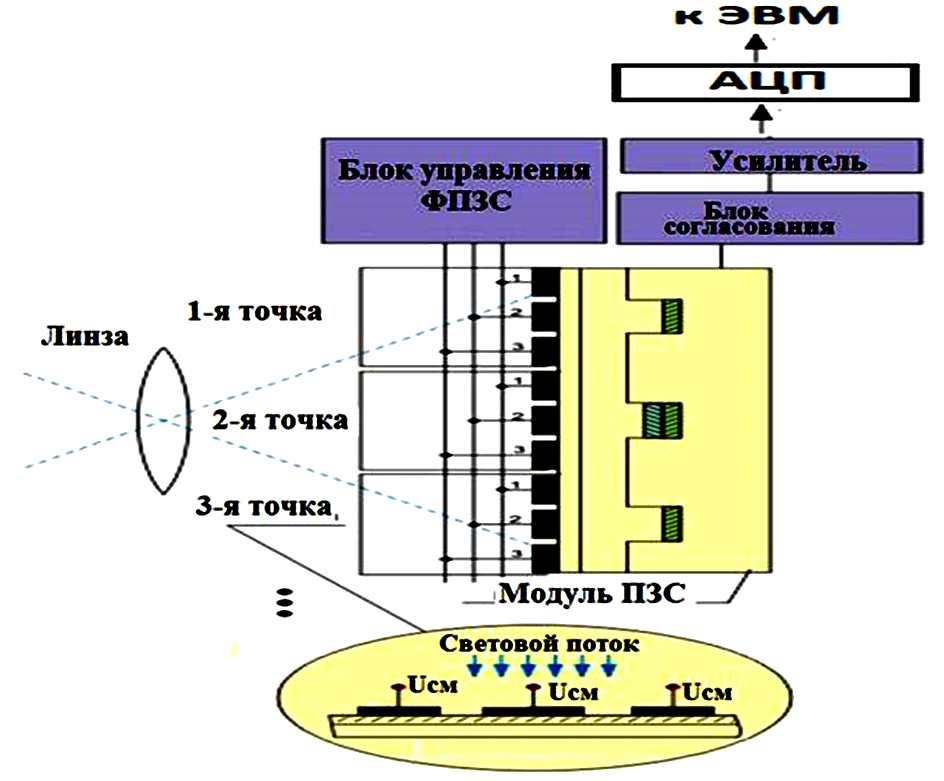 к ЭВМ
АЦП
Усилитель
Блок
согласования
Блок управления
ФПЗС
1-я точка
1
2
3
Линза
2-я точка
1
2
3
3-я точка
1
2
3
Модуль ПЗС
Световой поток
Uсм
Uсм
Uсм